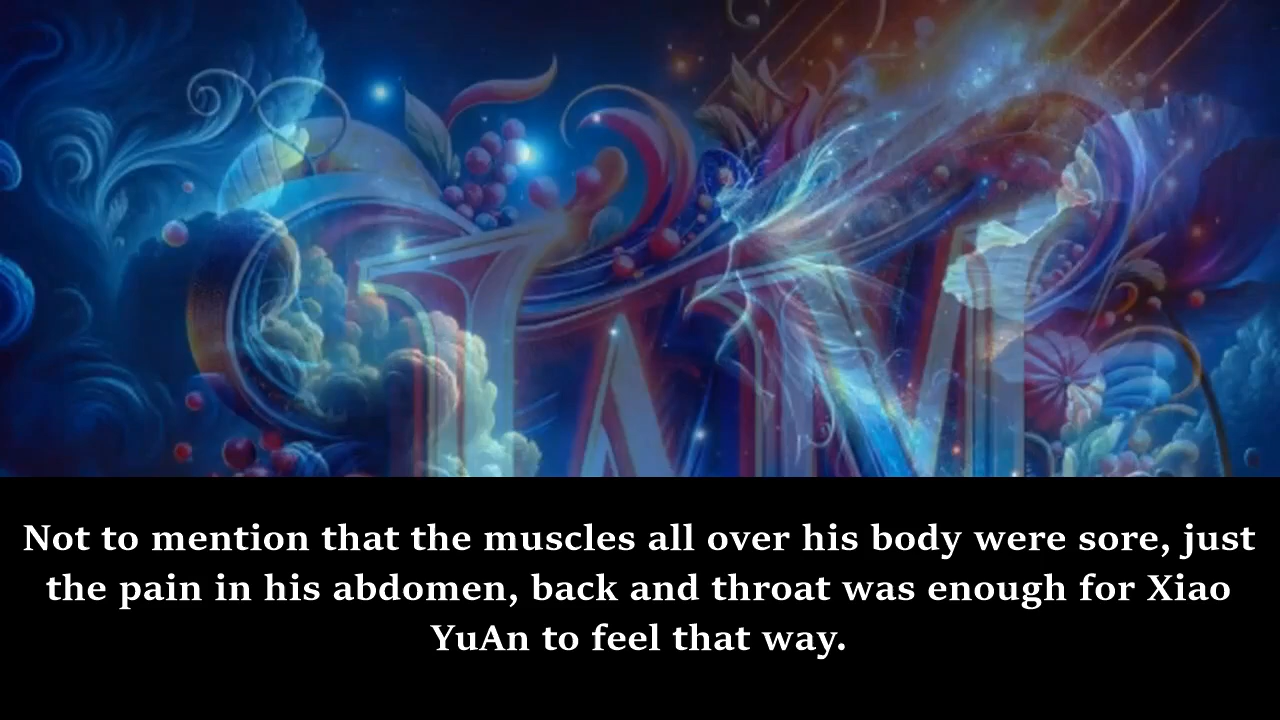 Not to mention that the muscles all over his body were sore, just
the pain in his abdomen, back and throat was enough for Xiao
YuAn to feel that way.